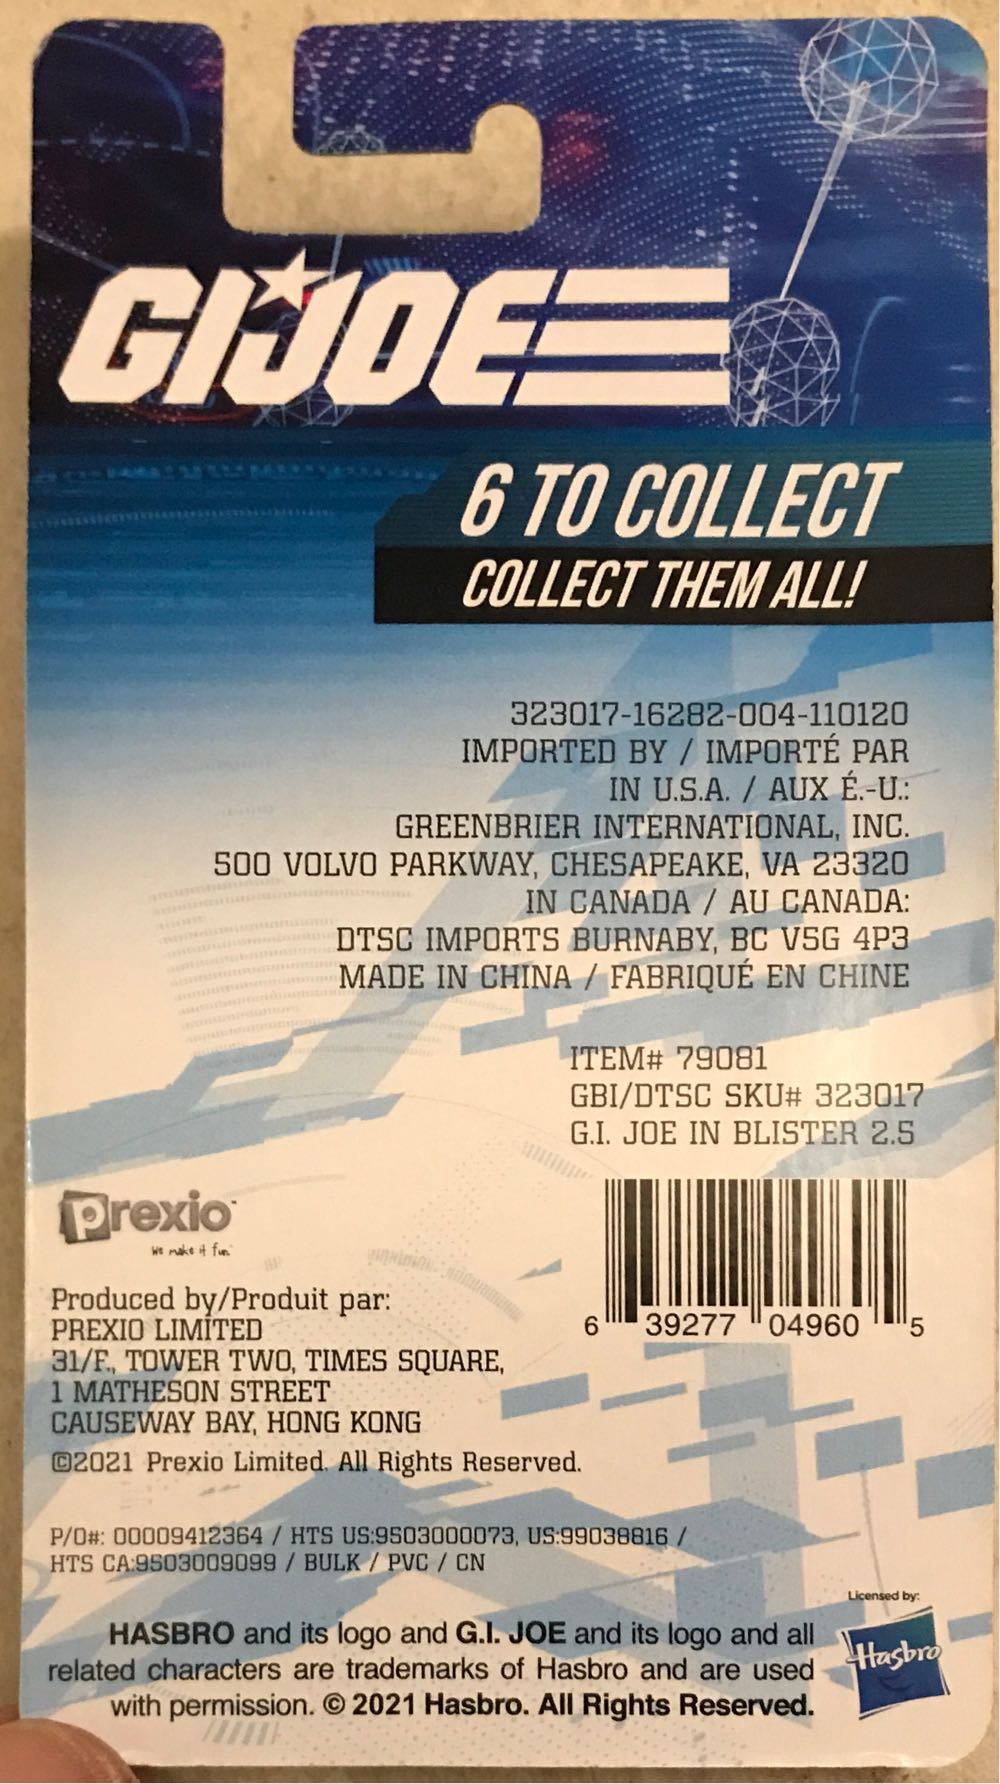 GIJOE
6 TO COLLECT
COLLECT THEM ALL!
323017-16282-004-110120
IMPORTED BY / IMPORTÉ PAR
IN U.S.A. / AUX É.-U.:
GREENBRIER INTERNATIONAL, INC.
500 VOLVO PARKWAY, CHESAPEAKE, VA 23320
IN CANADA / AU CANADA:
DTSC IMPORTS BURNABY, BC V5G 4P3
MADE IN CHINA / FABRIQUÉ EN CHINE
ITEM# 79081
GBI/DTSC SKU# 323017
G.I. JOE IN BLISTER 2.5
6 39277 04960 5
prexio™
We make it fun™
Produced by/Produit par:
PREXIO LIMITED
31/F., TOWER TWO, TIMES SQUARE,
1 MATHESON STREET
CAUSEWAY BAY, HONG KONG
©2021 Prexio Limited. All Rights Reserved.
P/O#: 00009412364 / HTS US:9503000073, US:99038816 /
HTS CA:9503009099 / BULK / PVC / CN
Licensed by:
Hasbro
HASBRO and its logo and G.I. JOE and its logo and all
related characters are trademarks of Hasbro and are used
with permission. © 2021 Hasbro. All Rights Reserved.